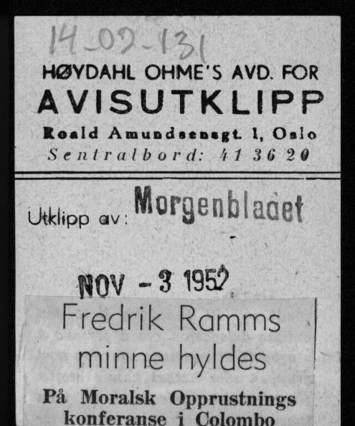 14-02-131
HØYDAHL OHME'S AVD. FOR
AVISUTKLIPP
Roald Amundsensgt. 1, Oslo
Sentralbord: 41 36 20
Utklipp av: Morgenbladet
NOV - 3 1952
Fredrik Ramms
minne hyldes
På Moralsk Opprustnings
konferanse i Colombo